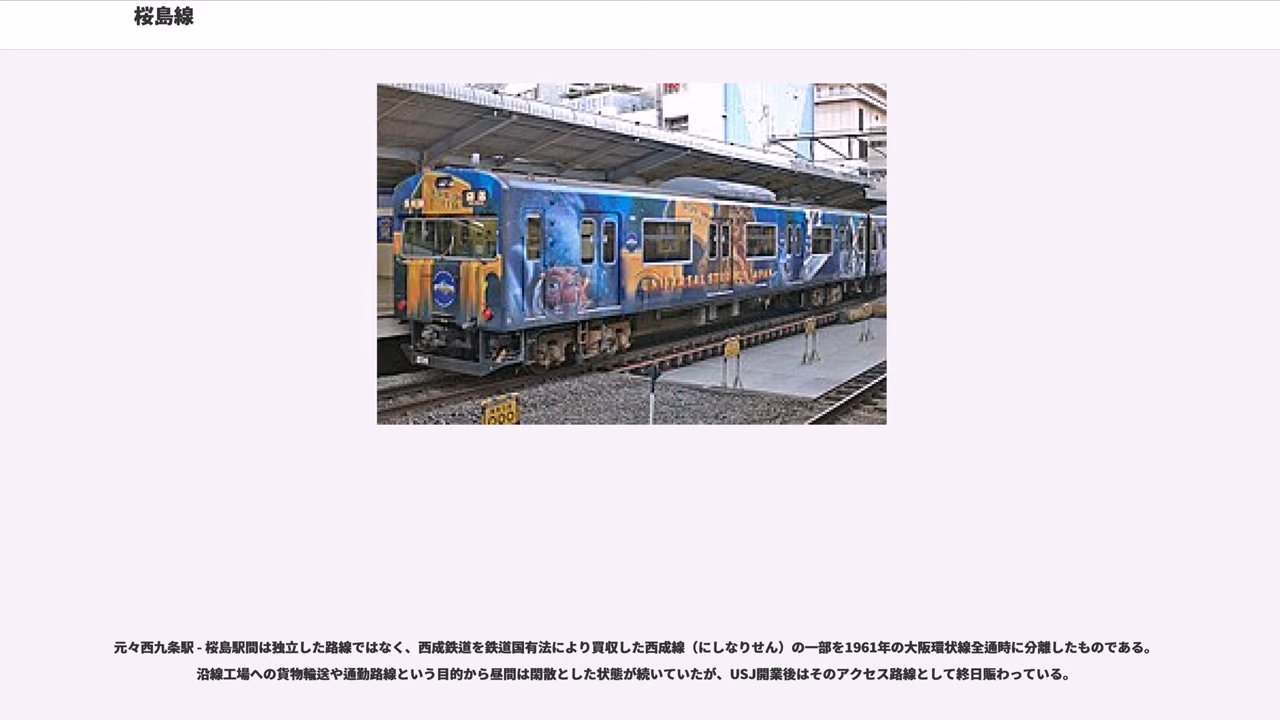 桜島線
元々西九条駅 - 桜島駅間は独立した路線ではなく、西成鉄道を鉄道国有法により買収した西成線（にしなりせん）の一部を1961年の大阪環状線全通時に分離したものである。
沿線工場への貨物輸送や通勤路線という目的から昼間は閑散とした状態が続いていたが、USJ開業後はそのアクセス路線として終日賑わっている。